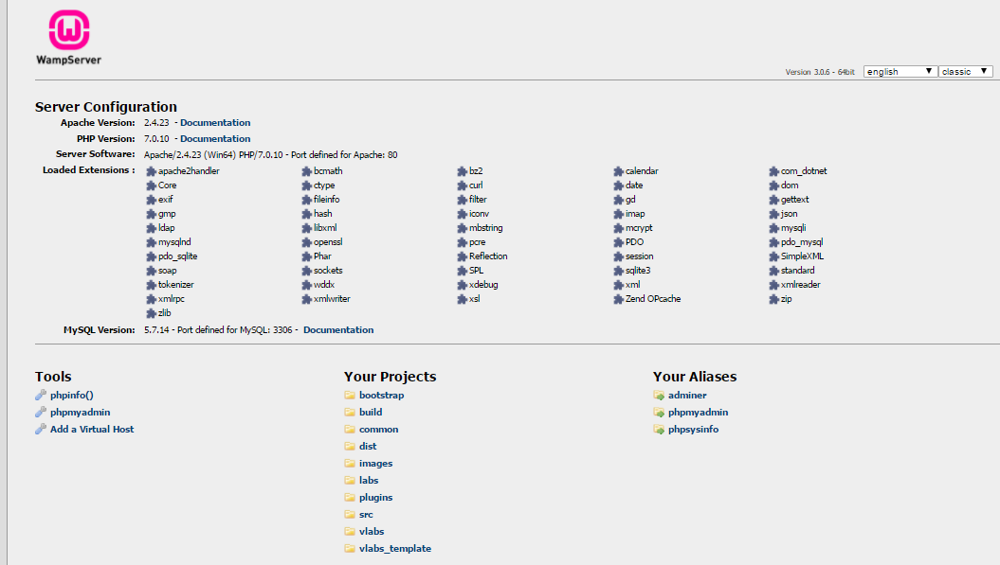 WampServer
Version 3.0.6 - 64bit english classic
Server Configuration
Apache Version: 2.4.23 - Documentation
PHP Version: 7.0.10 - Documentation
Server Software: Apache/2.4.23 (Win64) PHP/7.0.10 - Port defined for Apache: 80
Loaded Extensions : apache2handler bcmath bz2 calendar com_dotnet
Core ctype curl date dom
exif fileinfo filter gd gettext
gmp hash iconv imap json
ldap libxml mbstring mcrypt mysqli
mysqlnd openssl pcre PDO pdo_mysql
pdo_sqlite Phar Reflection session SimpleXML
soap sockets SPL sqlite3 standard
tokenizer wddx xdebug xml xmlreader
xmlrpc xmlwriter xsl Zend OPcache zip
zlib
MySQL Version: 5.7.14 - Port defined for MySQL: 3306 - Documentation
Tools
phpinfo()
phpmyadmin
Add a Virtual Host
Your Projects
bootstrap
build
common
dist
images
labs
plugins
src
vlabs
vlabs_template
Your Aliases
adminer
phpmyadmin
phpsysinfo